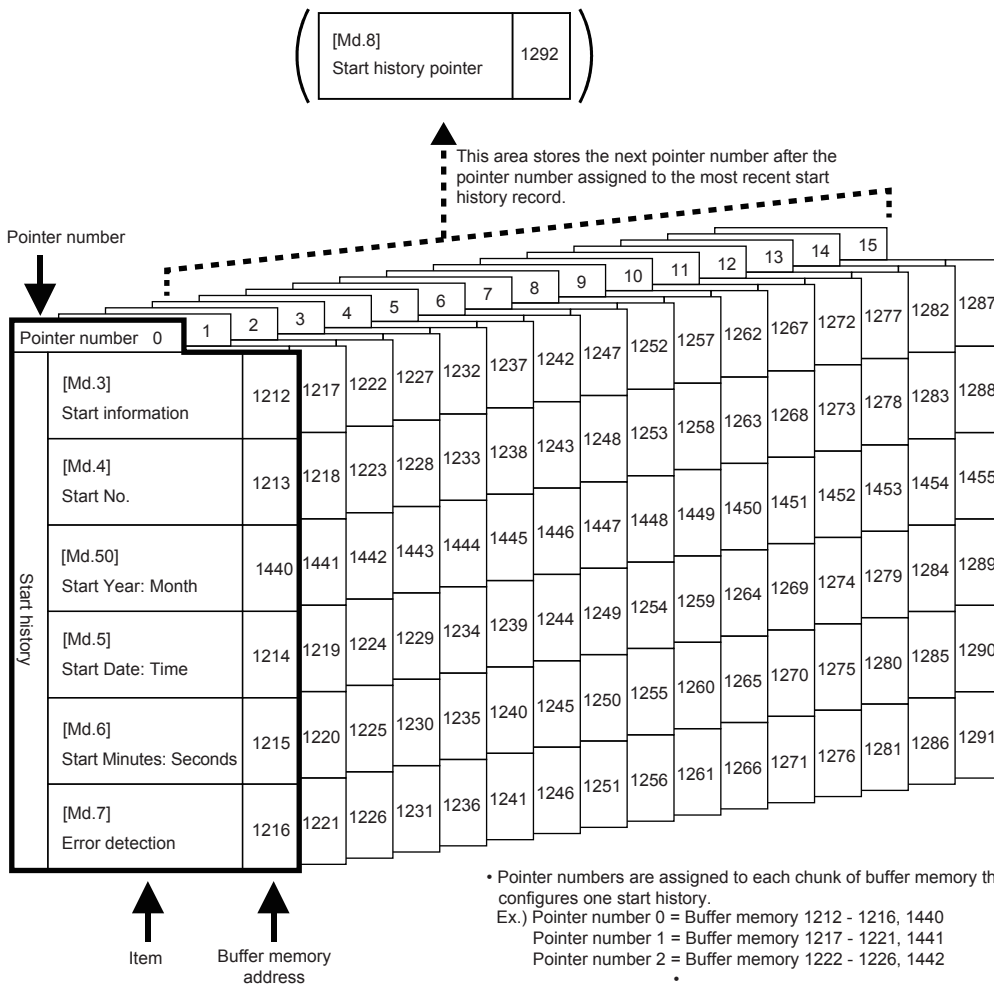 [Md.8]
Start history pointer
1292
This area stores the next pointer number after the
pointer number assigned to the most recent start
history record.
Pointer number
Pointer number 0 1 2 3 4 5 6 7 8 9 10 11 12 13 14 15
Start history
[Md.3]
Start information
1212 1217 1222 1227 1232 1237 1242 1247 1252 1257 1262 1267 1272 1277 1282 1287
[Md.4]
Start No.
1213 1218 1223 1228 1233 1238 1243 1248 1253 1258 1263 1268 1273 1278 1283 1288
[Md.50]
Start Year: Month
1440 1441 1442 1443 1444 1445 1446 1447 1448 1449 1450 1451 1452 1453 1454 1455
[Md.5]
Start Date: Time
1214 1219 1224 1229 1234 1239 1244 1249 1254 1259 1264 1269 1274 1279 1284 1289
[Md.6]
Start Minutes: Seconds
1215 1220 1225 1230 1235 1240 1245 1250 1255 1260 1265 1270 1275 1280 1285 1290
[Md.7]
Error detection
1216 1221 1226 1231 1236 1241 1246 1251 1256 1261 1266 1271 1276 1281 1286 1291
Item
Buffer memory
address
• Pointer numbers are assigned to each chunk of buffer memory th
configures one start history.
Ex.) Pointer number 0 = Buffer memory 1212 - 1216, 1440
Pointer number 1 = Buffer memory 1217 - 1221, 1441
Pointer number 2 = Buffer memory 1222 - 1226, 1442
•